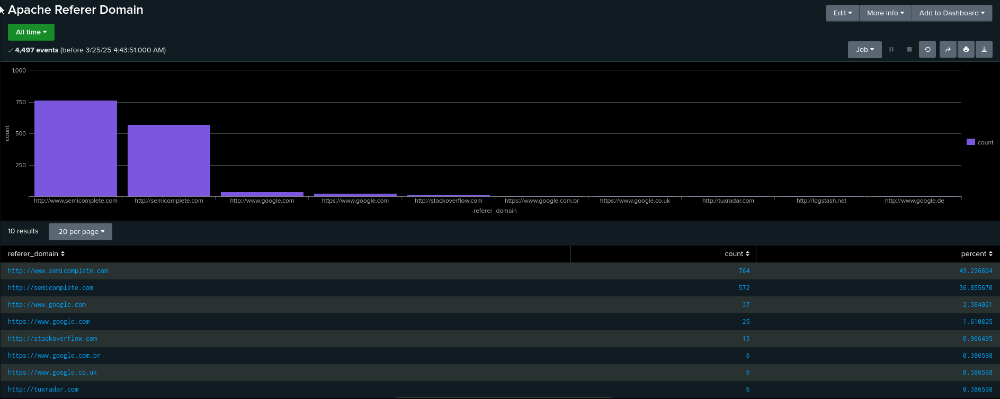 Apache Referer Domain
Edit More Info Add to Dashboard
All time
4,497 events (before 3/25/25 4:43:51.000 AM)
Job
1,000
750
500
250
count
count
http://www.semicomplete.com http://semicomplete.com http://www.google.com https://www.google.com http://stackoverflow.com https://www.google.com.br https://www.google.co.uk http://tuxradar.com http://logstash.net http://www.google.de
referer_domain
10 results 20 per page
referer_domain count percent
http://www.semicomplete.com 764 49.226804
http://semicomplete.com 572 36.855670
http://www.google.com 37 2.384021
https://www.google.com 25 1.610825
http://stackoverflow.com 15 0.966495
https://www.google.com.br 6 0.386598
https://www.google.co.uk 6 0.386598
http://tuxradar.com 6 0.386598